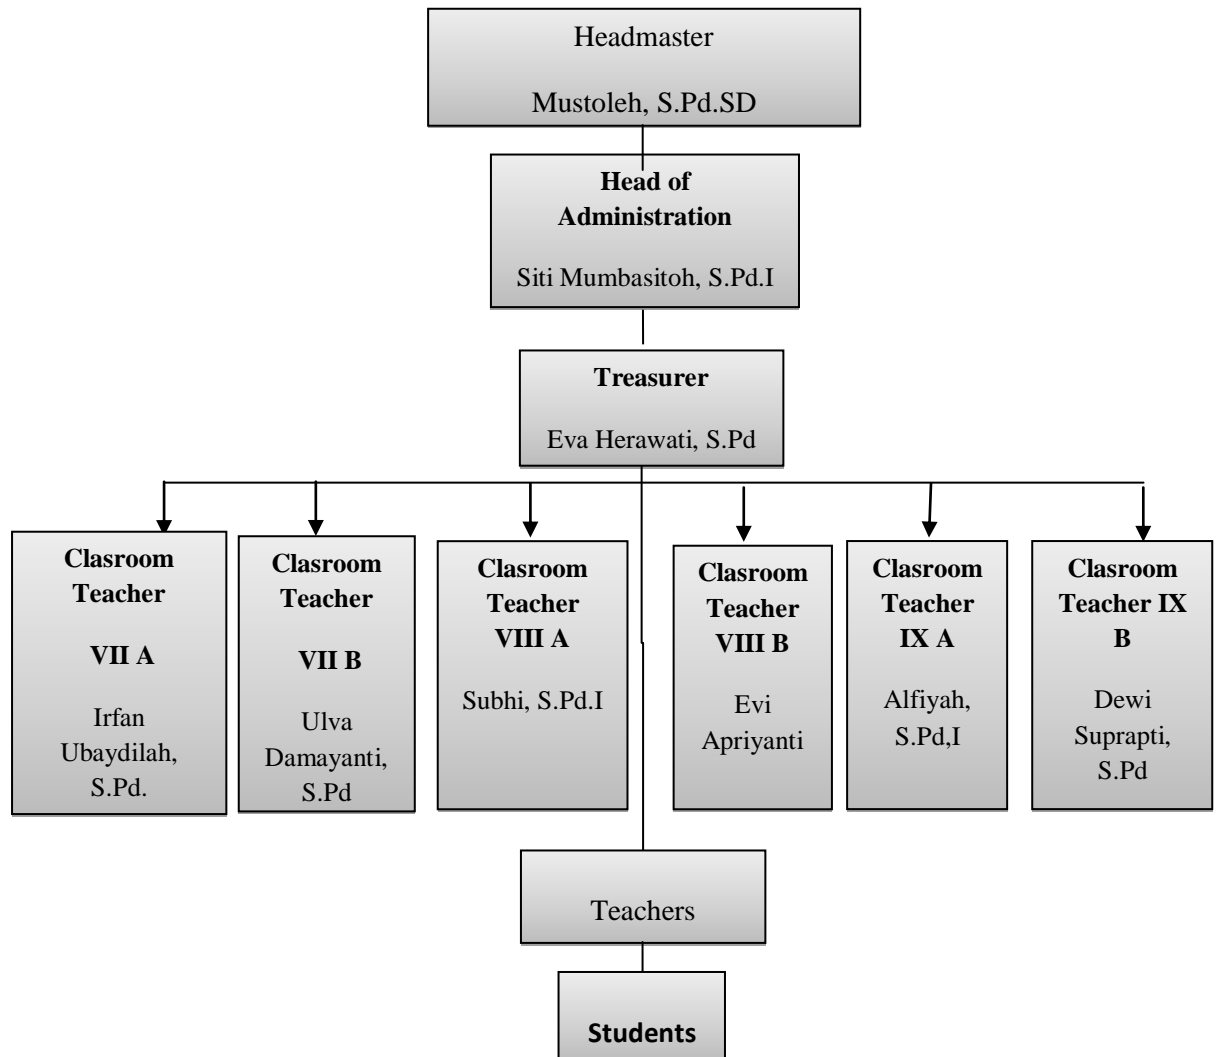 Headmaster
Mustoleh, S.Pd.SD
Head of
Administration
Siti Mumbasitoh, S.Pd.I
Treasurer
Eva Herawati, S.Pd
Clasroom
Teacher
VII A
Irfan
Ubaydilah,
S.Pd.
Clasroom
Teacher
VII B
Ulva
Damayanti,
S.Pd
Clasroom
Teacher
VIII A
Subhi, S.Pd.I
Clasroom
Teacher
VIII B
Evi
Apriyanti
Clasroom
Teacher
IX A
Alfiyah,
S.Pd,I
Clasroom
Teacher IX
B
Dewi
Suprapti,
S.Pd
Teachers
Students